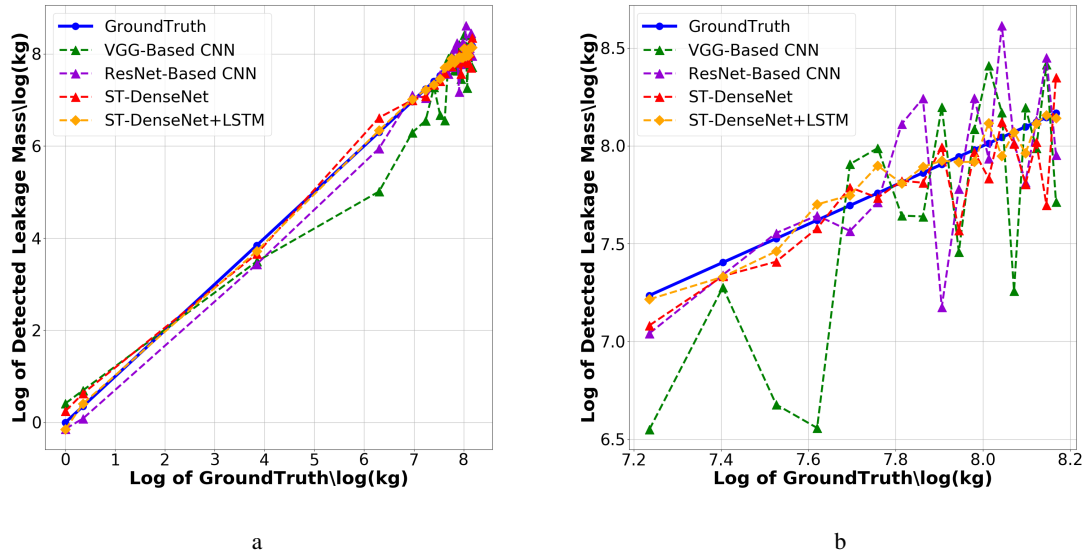 GroundTruth
VGG-Based CNN
ResNet-Based CNN
ST-DenseNet
ST-DenseNet+LSTM
Log of Detected Leakage Mass\log(kg)
8
6
4
2
0
0 1 2 3 4 5 6 7 8
Log of GroundTruth\log(kg)
a
GroundTruth
VGG-Based CNN
ResNet-Based CNN
ST-DenseNet
ST-DenseNet+LSTM
Log of Detected Leakage Mass\log(kg)
8.5
8.0
7.5
7.0
6.5
7.2 7.4 7.6 7.8 8.0 8.2
Log of GroundTruth\log(kg)
b